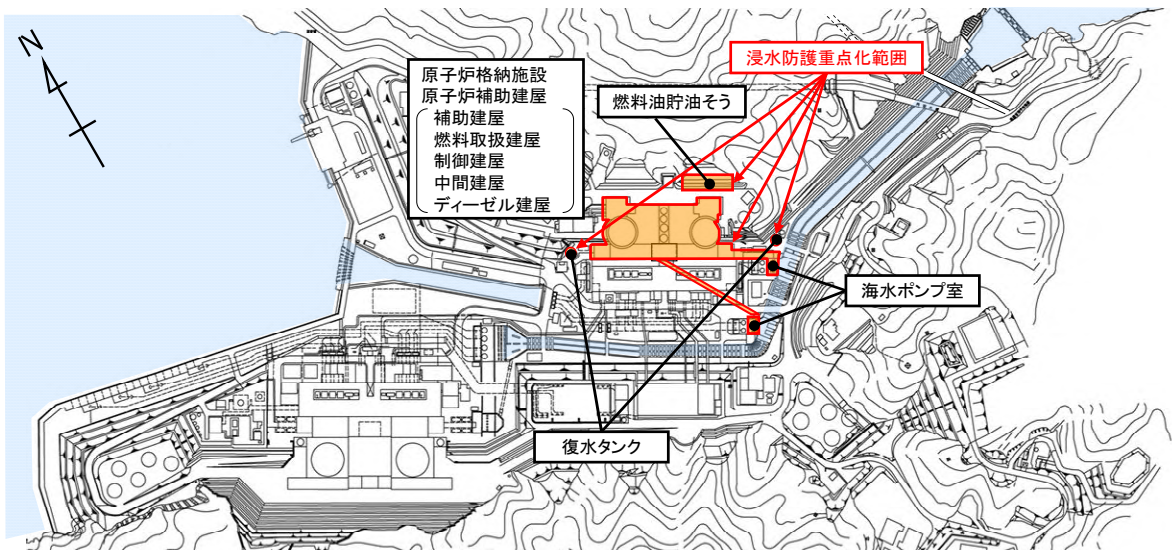 N
浸水防護重点化範囲
原子炉格納施設
原子炉補助建屋
補助建屋
燃料取扱建屋
制御建屋
中間建屋
ディーゼル建屋
燃料油貯油そう
海水ポンプ室
復水タンク